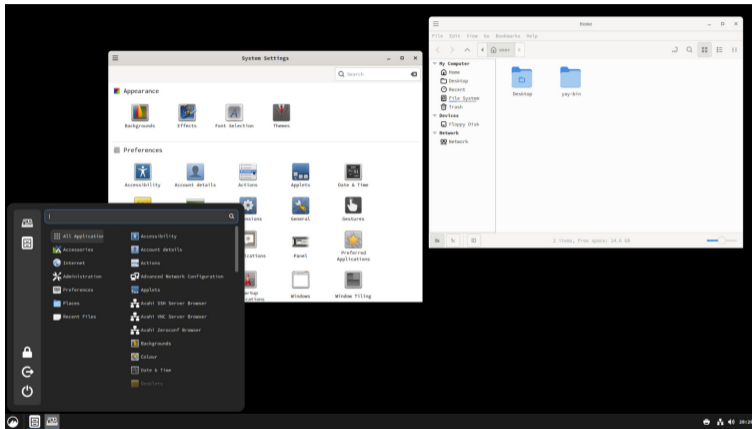 Home
File Edit View Go Bookmarks Help
user
My Computer
Home
Desktop
Recent
File System
Trash
Devices
Floppy Disk
Network
Network
Desktop
yay-bin
2 items, Free space:
System Settings
Search
Appearance
Backgrounds
Effects
Font Selection
Themes
Preferences
Accessibility
Account details
Actions
Applets
Date & Time
General
Gestures
Panel
Preferred
Applications
Windows
Window Tiling
All Application
Accessories
Internet
Administration
Preferences
Places
Recent Files
Accessibility
Account details
Actions
Advanced Network Configuration
Applets
Avahi SSH Server Browser
Avahi VNC Server Browser
Avahi Zeroconf Browser
Backgrounds
Colour
Date & Time
Desklets